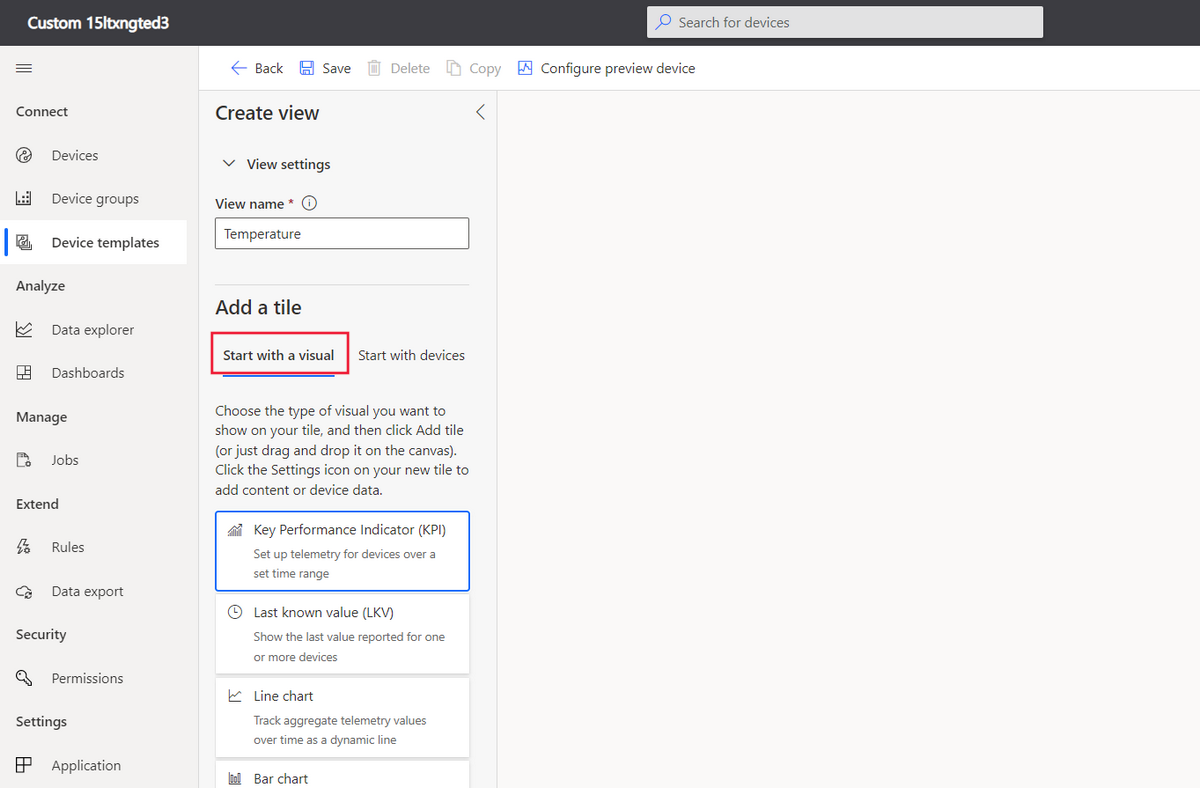 Custom 15ltxngted3
Search for devices
Back
Save
Delete
Copy
Configure preview device
Connect
Devices
Device groups
Device templates
Analyze
Data explorer
Dashboards
Manage
Jobs
Extend
Rules
Data export
Security
Permissions
Settings
Application
Create view
View settings
View name *
Temperature
Add a tile
Start with a visual
Start with devices
Choose the type of visual you want to
show on your tile, and then click Add tile
(or just drag and drop it on the canvas).
Click the Settings icon on your new tile to
add content or device data.
Key Performance Indicator (KPI)
Set up telemetry for devices over a
set time range
Last known value (LKV)
Show the last value reported for one
or more devices
Line chart
Track aggregate telemetry values
over time as a dynamic line
Bar chart